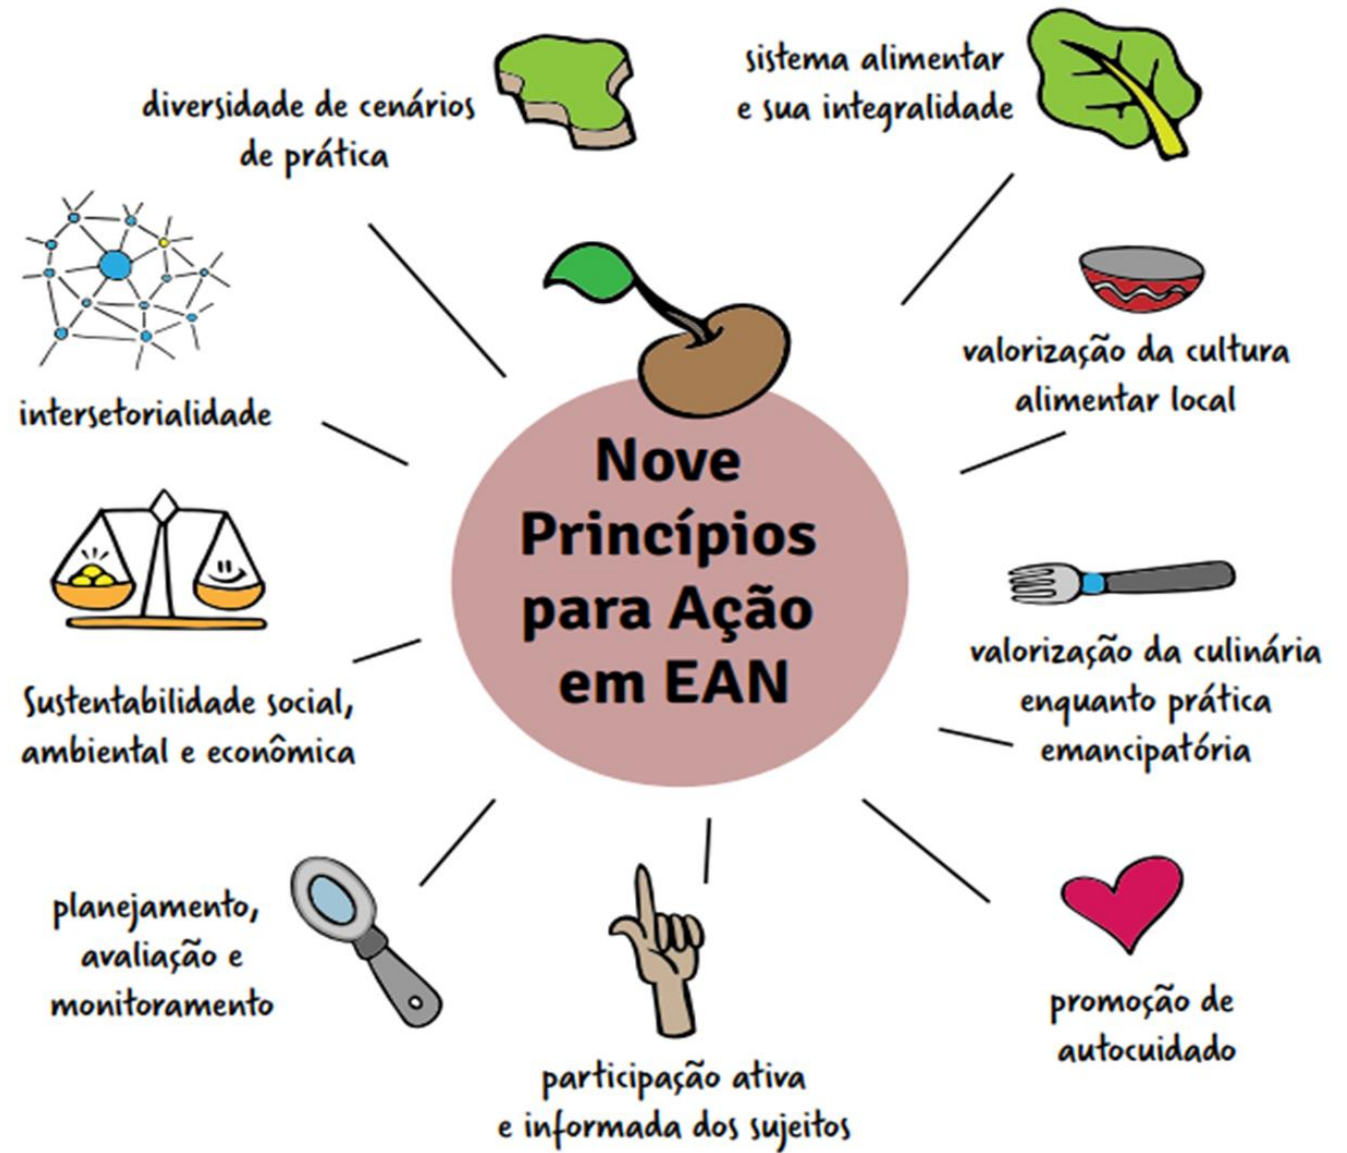 diversidade de cenários
de prática
sistema alimentar
e sua integralidade
intersetorialidade
valorização da cultura
alimentar local
Nove
Princípios
para Ação
em EAN
Sustentabilidade social,
ambiental e econômica
valorização da culinária
enquanto prática
emancipatória
planejamento,
avaliação e
monitoramento
participação ativa
e informada dos sujeitos
promoção de
autocuidado